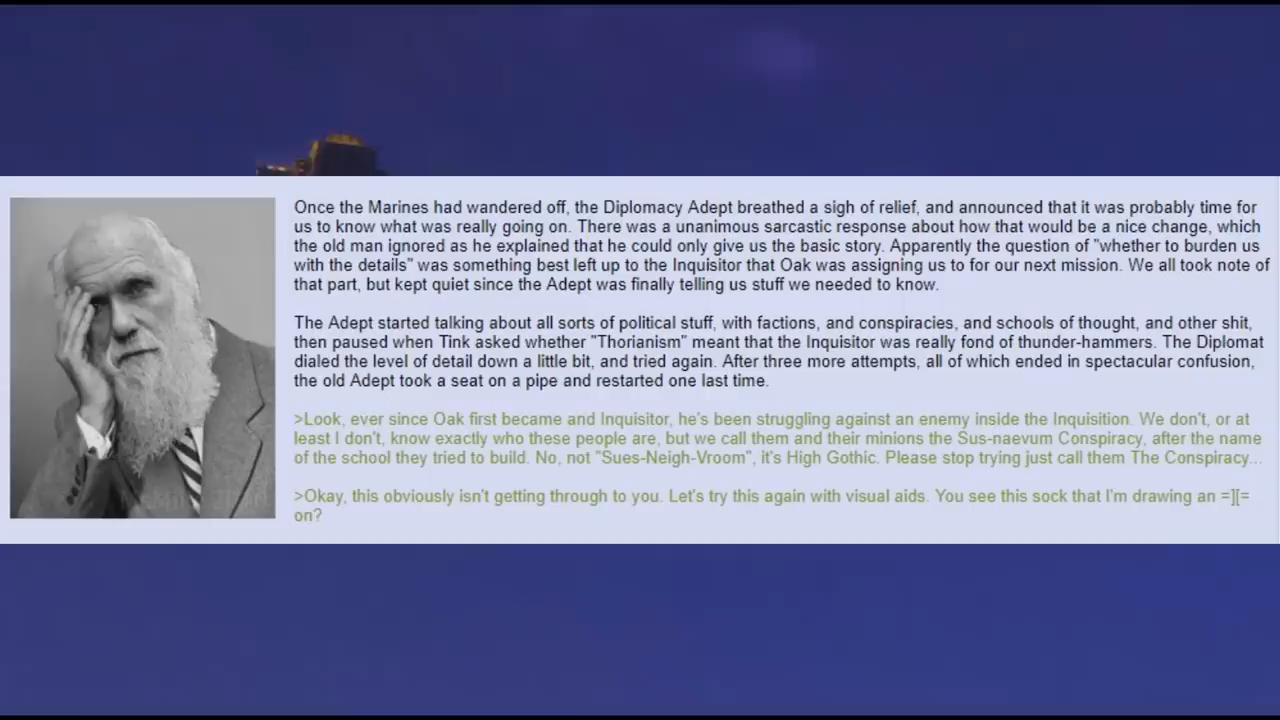 Once the Marines had wandered off, the Diplomacy Adept breathed a sigh of relief, and announced that it was probably time for
us to know what was really going on. There was a unanimous sarcastic response about how that would be a nice change, which
the old man ignored as he explained that he could only give us the basic story. Apparently the question of "whether to burden us
with the details" was something best left up to the Inquisitor that Oak was assigning us to for our next mission. We all took note of
that part, but kept quiet since the Adept was finally telling us stuff we needed to know.
The Adept started talking about all sorts of political stuff, with factions, and conspiracies, and schools of thought, and other shit,
then paused when Tink asked whether "Thorianism" meant that the Inquisitor was really fond of thunder-hammers. The Diplomat
dialed the level of detail down a little bit, and tried again. After three more attempts, all of which ended in spectacular confusion,
the old Adept took a seat on a pipe and restarted one last time.
>Look, ever since Oak first became and Inquisitor, he's been struggling against an enemy inside the Inquisition. We don't, or at
least I don't, know exactly who these people are, but we call them and their minions the Sus-naevum Conspiracy, after the name
of the school they tried to build. No, not "Sues-Neigh-Vroom", it's High Gothic. Please stop trying just call them The Conspiracy...
>Okay, this obviously isn't getting through to you. Let's try this again with visual aids. You see this sock that I'm drawing an =][=
on?